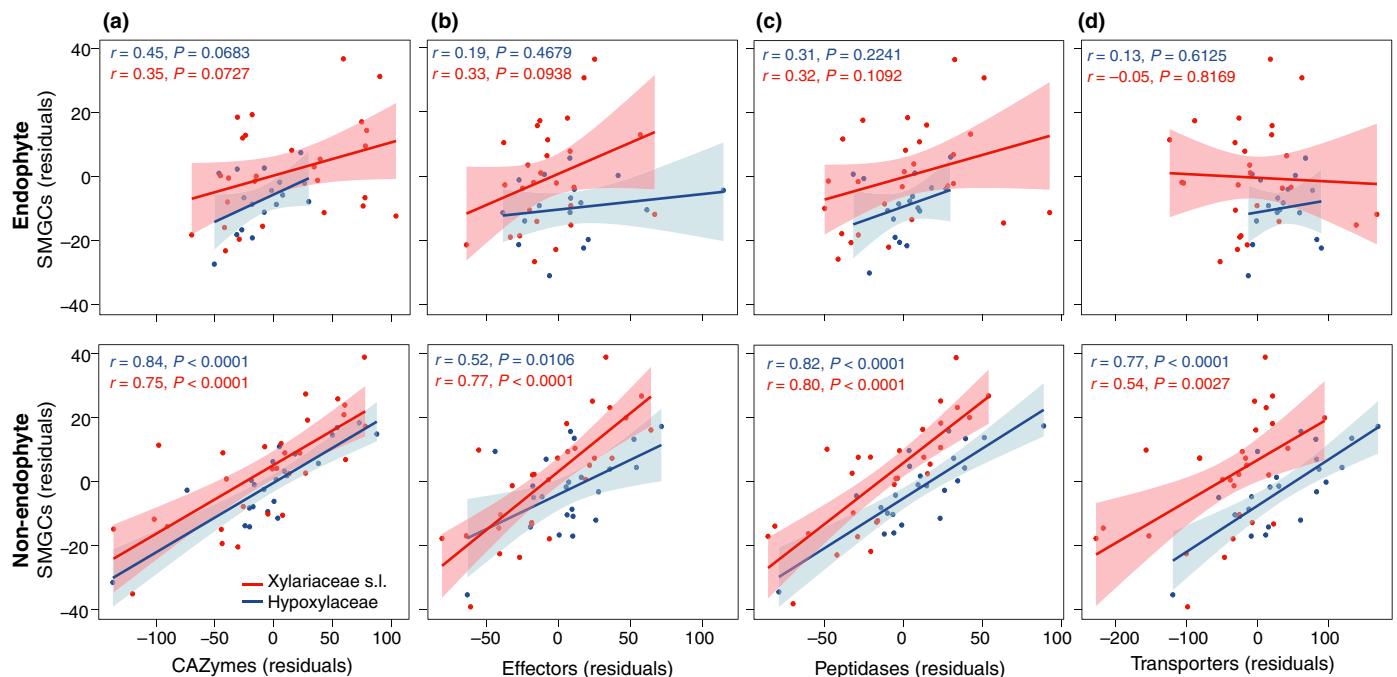 (a) (b) (c) (d)
Endophyte
SMGCs (residuals)
40
20
0
−20
−40
r = 0.45, P = 0.0683
r = 0.35, P = 0.0727
r = 0.19, P = 0.4679
r = 0.33, P = 0.0938
r = 0.31, P = 0.2241
r = 0.32, P = 0.1092
r = 0.13, P = 0.6125
r = −0.05, P = 0.8169
Non-endophyte
SMGCs (residuals)
40
20
0
−20
−40
r = 0.84, P < 0.0001
r = 0.75, P < 0.0001
Xylariaceae s.l.
Hypoxylaceae
r = 0.52, P = 0.0106
r = 0.77, P < 0.0001
r = 0.82, P < 0.0001
r = 0.80, P < 0.0001
r = 0.77, P < 0.0001
r = 0.54, P = 0.0027
−100 −50 0 50 100
CAZymes (residuals)
−50 0 50 100
Effectors (residuals)
−50 0 50 100
Peptidases (residuals)
−200 −100 0 100
Transporters (residuals)